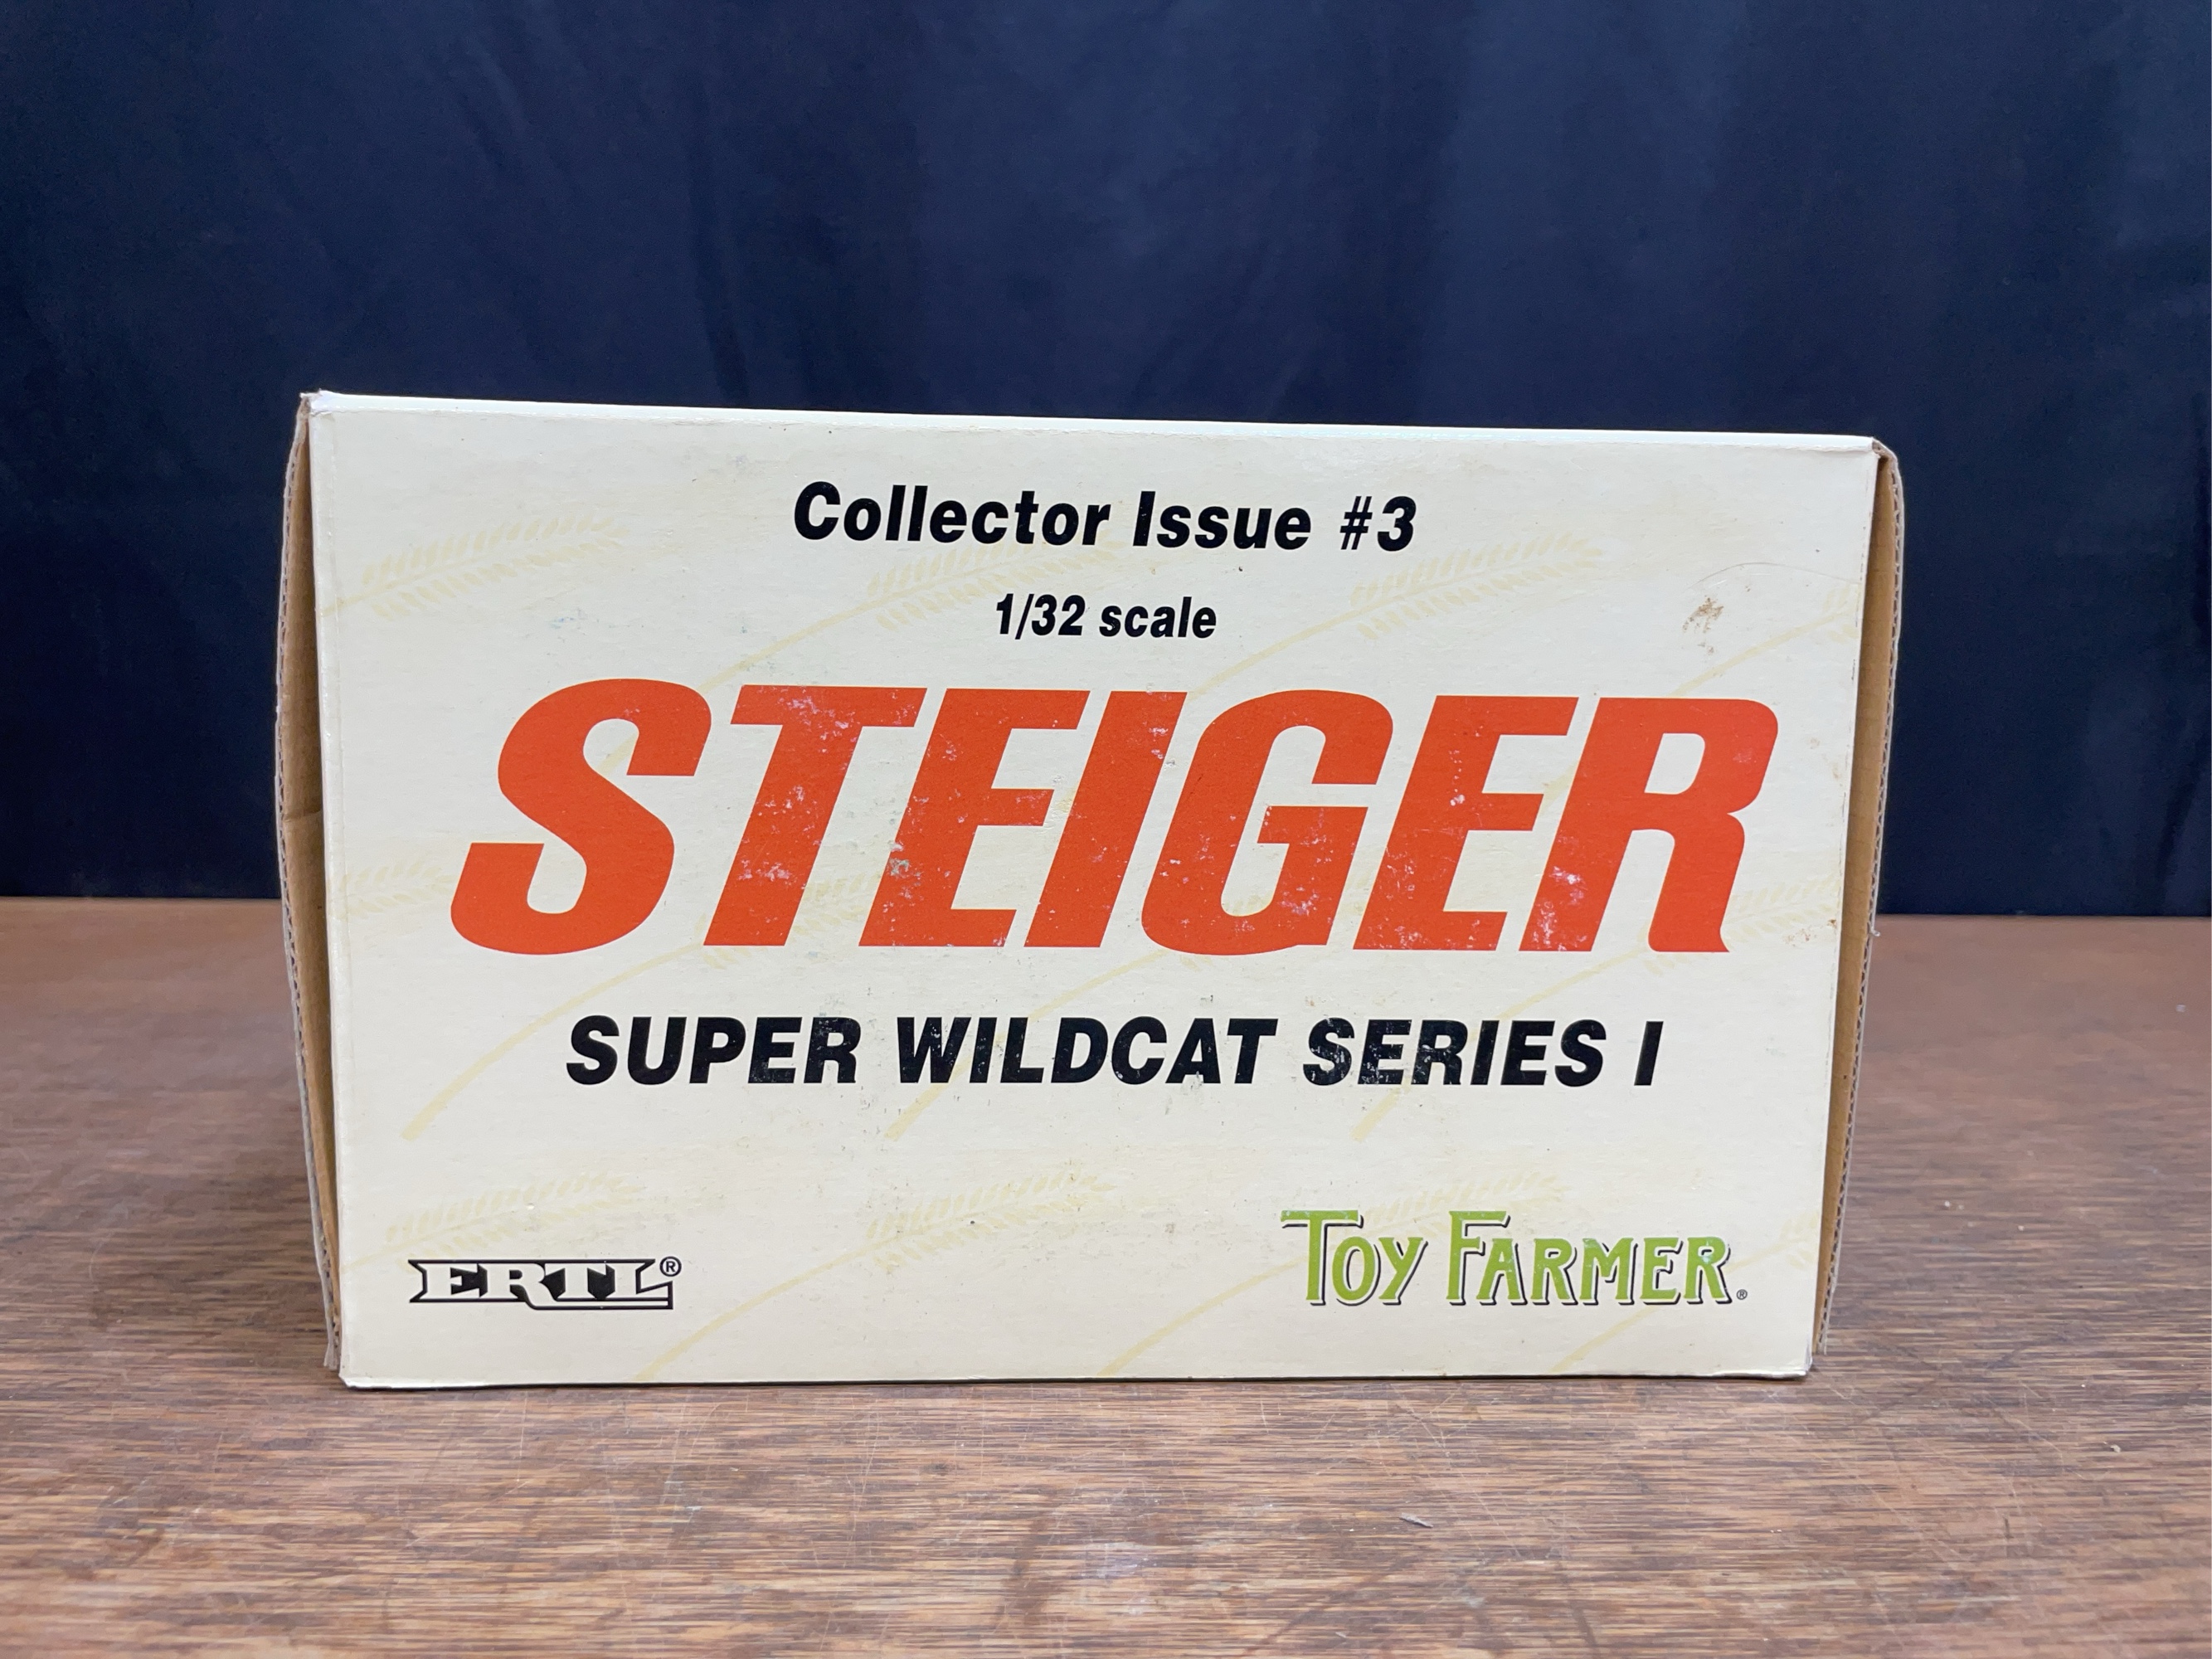 Collector Issue #3
1/32 scale
STEIGER
SUPER WILDCAT SERIES I
ERTL®
TOY FARMER®